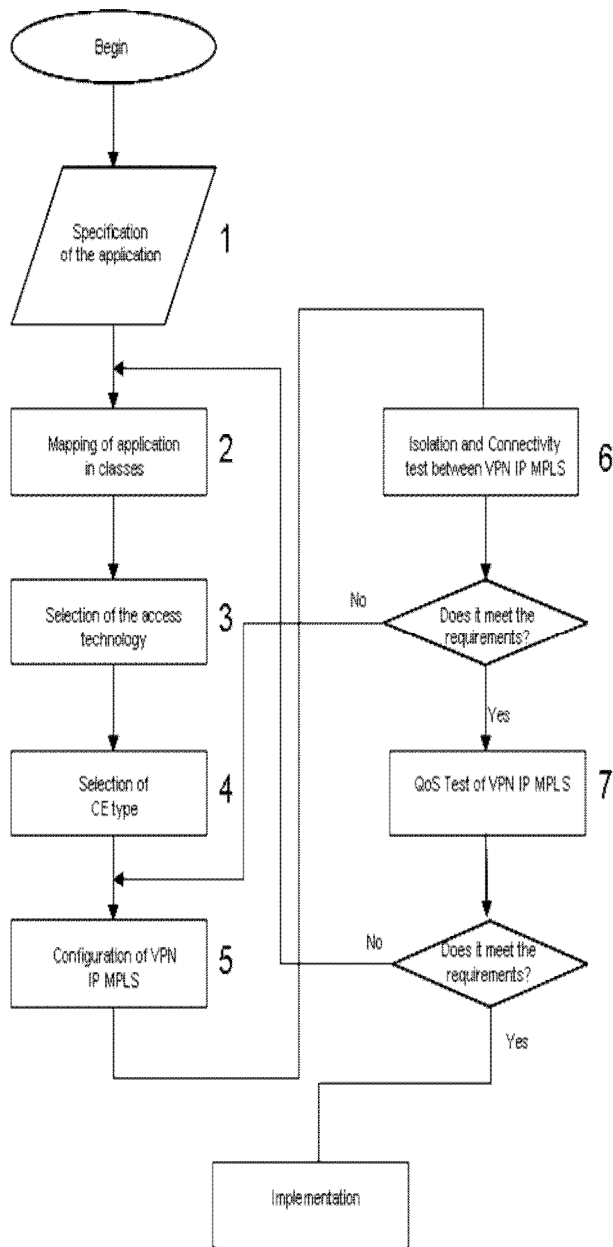 Begin
Specification
of the application
1
Mapping of application
in classes
2
Selection of the access
technology
3
Selection of
CE type
4
Configuration of VPN
IP MPLS
5
Isolation and Connectivity
test between VPN IP MPLS
6
No
Does it meet the
requirements?
Yes
QoS Test of VPN IP MPLS
7
No
Does it meet the
requirements?
Yes
Implementation